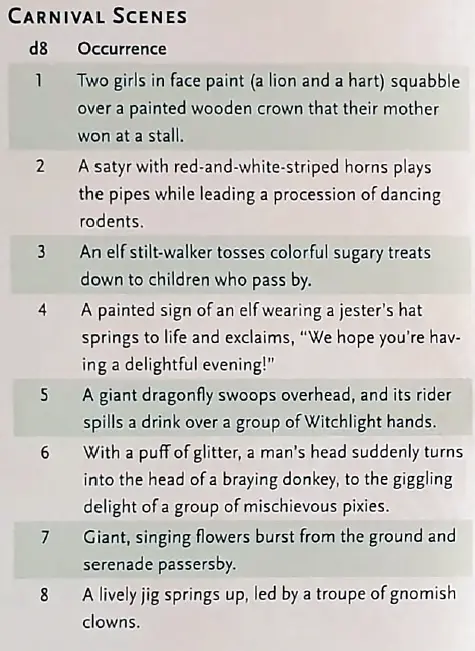 CARNIVAL SCENES
d8 Occurrence
1 Two girls in face paint (a lion and a hart) squabble
over a painted wooden crown that their mother
won at a stall.
2 A satyr with red-and-white-striped horns plays
the pipes while leading a procession of dancing
rodents.
3 An elf stilt-walker tosses colorful sugary treats
down to children who pass by.
4 A painted sign of an elf wearing a jester's hat
springs to life and exclaims, "We hope you're hav-
ing a delightful evening!"
5 A giant dragonfly swoops overhead, and its rider
spills a drink over a group of Witchlight hands.
6 With a puff of glitter, a man's head suddenly turns
into the head of a braying donkey, to the giggling
delight of a group of mischievous pixies.
7 Giant, singing flowers burst from the ground and
serenade passersby.
8 A lively jig springs up, led by a troupe of gnomish
clowns.